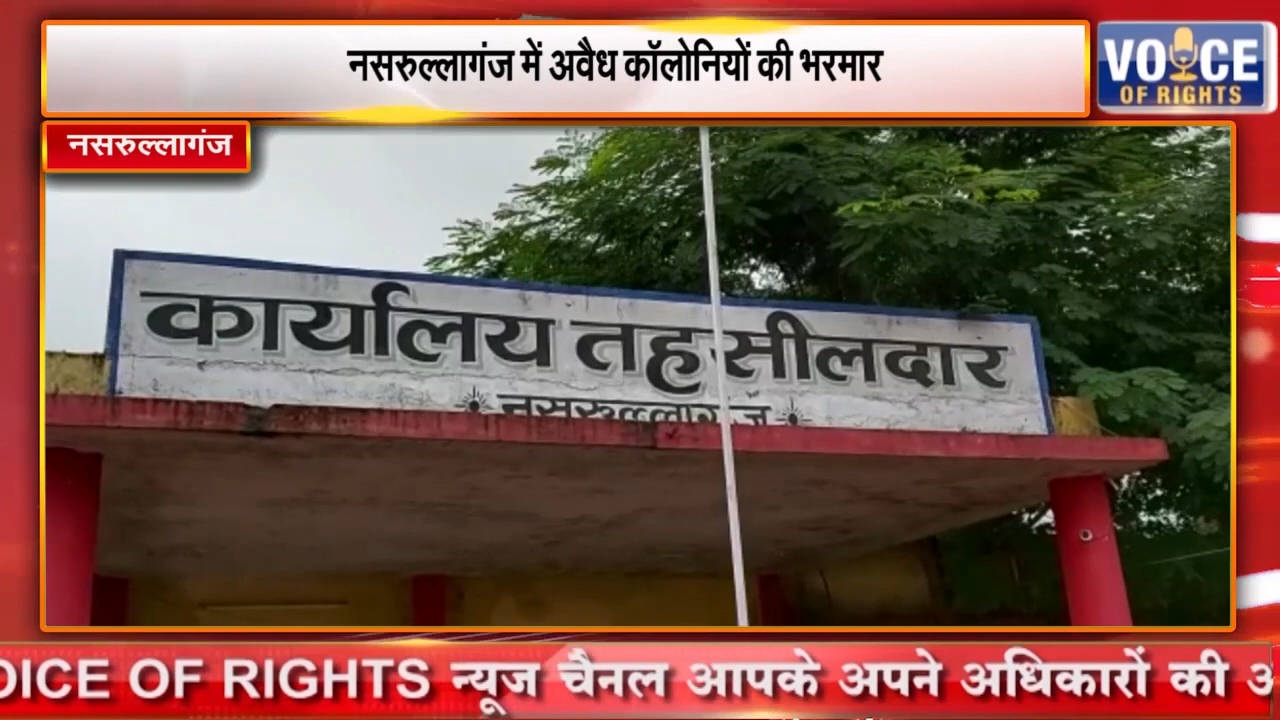 नसरुल्लागंज में अवैध कॉलोनियों की भरमार
VOICE
OF RIGHTS
नसरुल्लागंज
कार्यालय तहसीलदार
नसरुल्लागंज
OICE OF RIGHTS न्यूज चैनल आपके अपने अधिकारों की